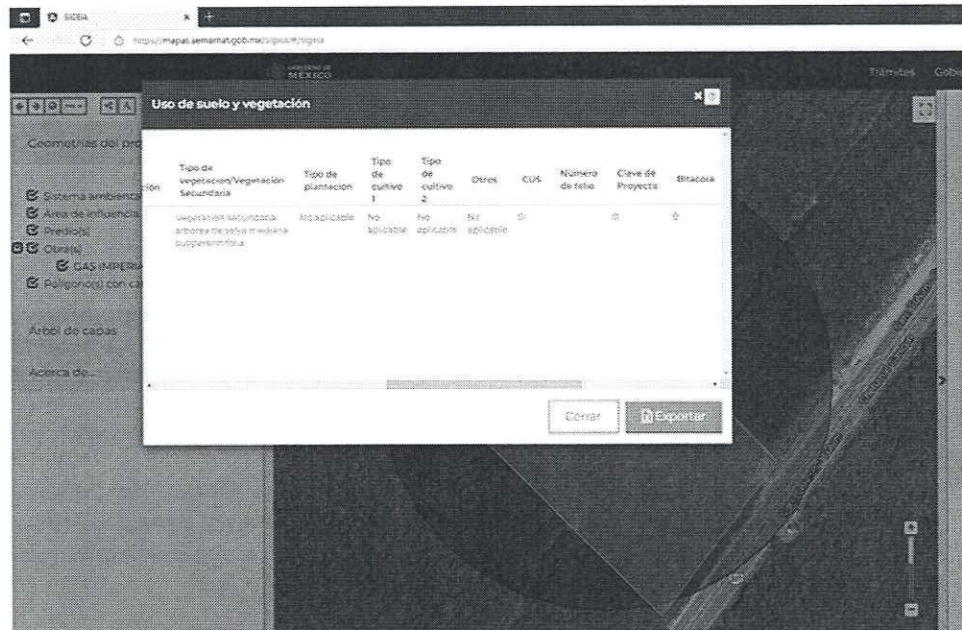 SIGEIA
https://mapas.semarnat.gob.mx/sigeia/#/sigeia
GOBIERNO DE
MÉXICO
Trámites Gobie
Uso de suelo y vegetación
Geometrías del pro
Sistema ambienta
Área de influencia
Predio(s)
Obra(s)
GAS IMPERIA
Polígono(s) con ca
Árbol de capas
Acerca de...
ción
Tipo de
vegetación/Vegetación
Secundaria
Tipo de
plantación
Tipo
de
cultivo
1
Tipo
de
cultivo
2
Otros
CUS
Número
de folio
Clave de
Proyecto
Bitácora
vegetación secundaria
arbórea de selva mediana
subperennifolia
No aplicable
No
aplicable
No
aplicable
No
aplicable
Cerrar
Exportar